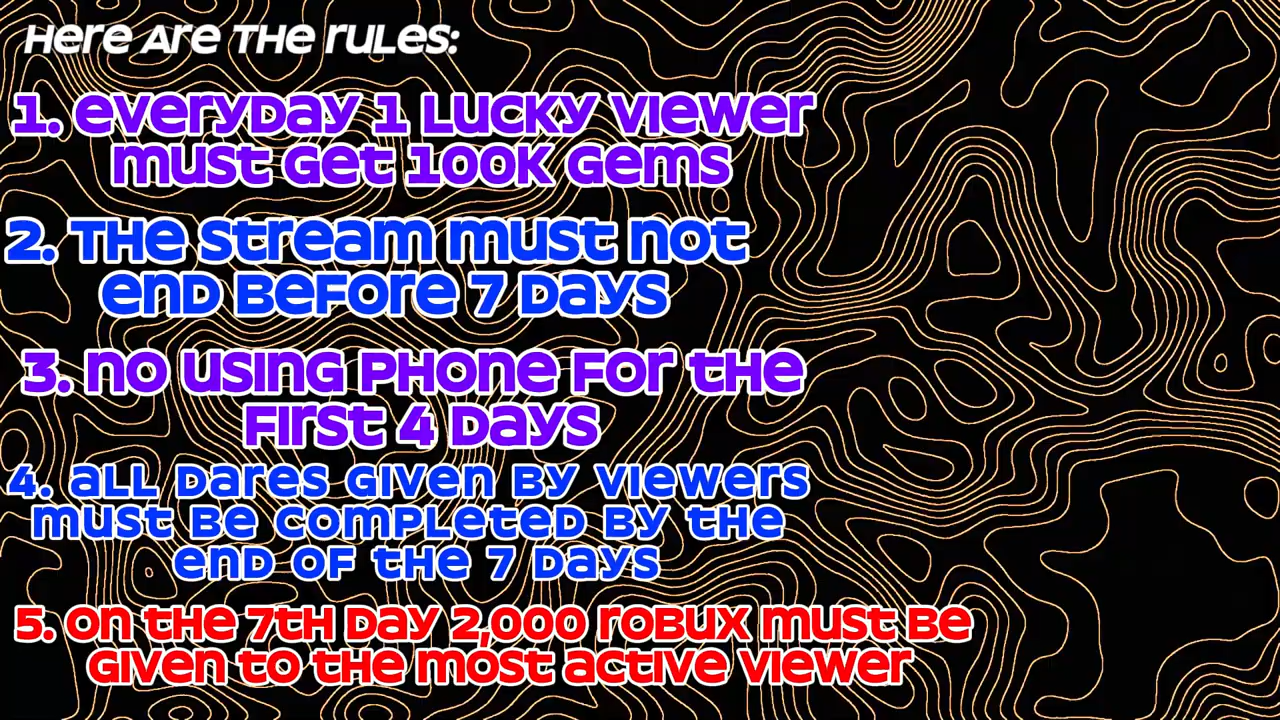 Here are the rules:
1. everyday 1 lucky viewer
must get 100k gems
2. The stream must not
end before 7 days
3. no using phone for the
first 4 days
4. all dares given by viewers
must be completed by the
end of the 7 days
5. on the 7th day 2,000 robux must be
given to the most active viewer